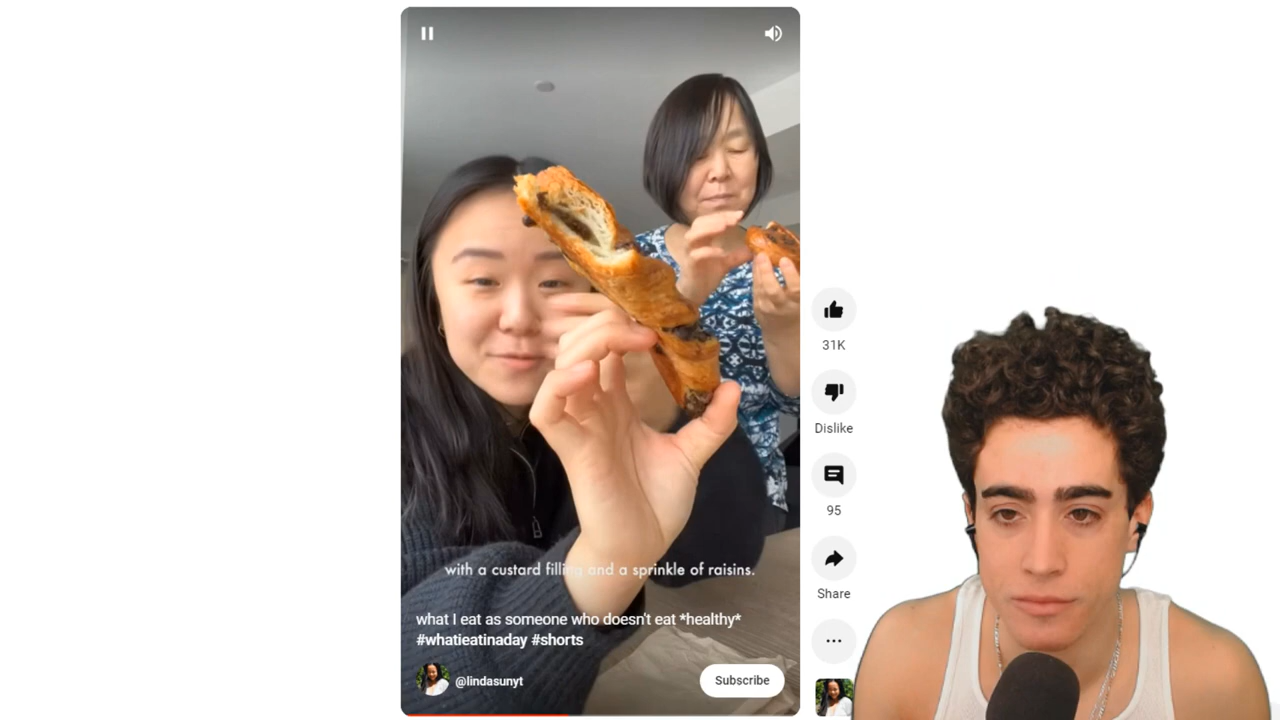 with a custard filling and a sprinkle of raisins.
what I eat as someone who doesn't eat *healthy*
#whatieatinaday #shorts
@lindasunyt
Subscribe
31K
Dislike
95
Share